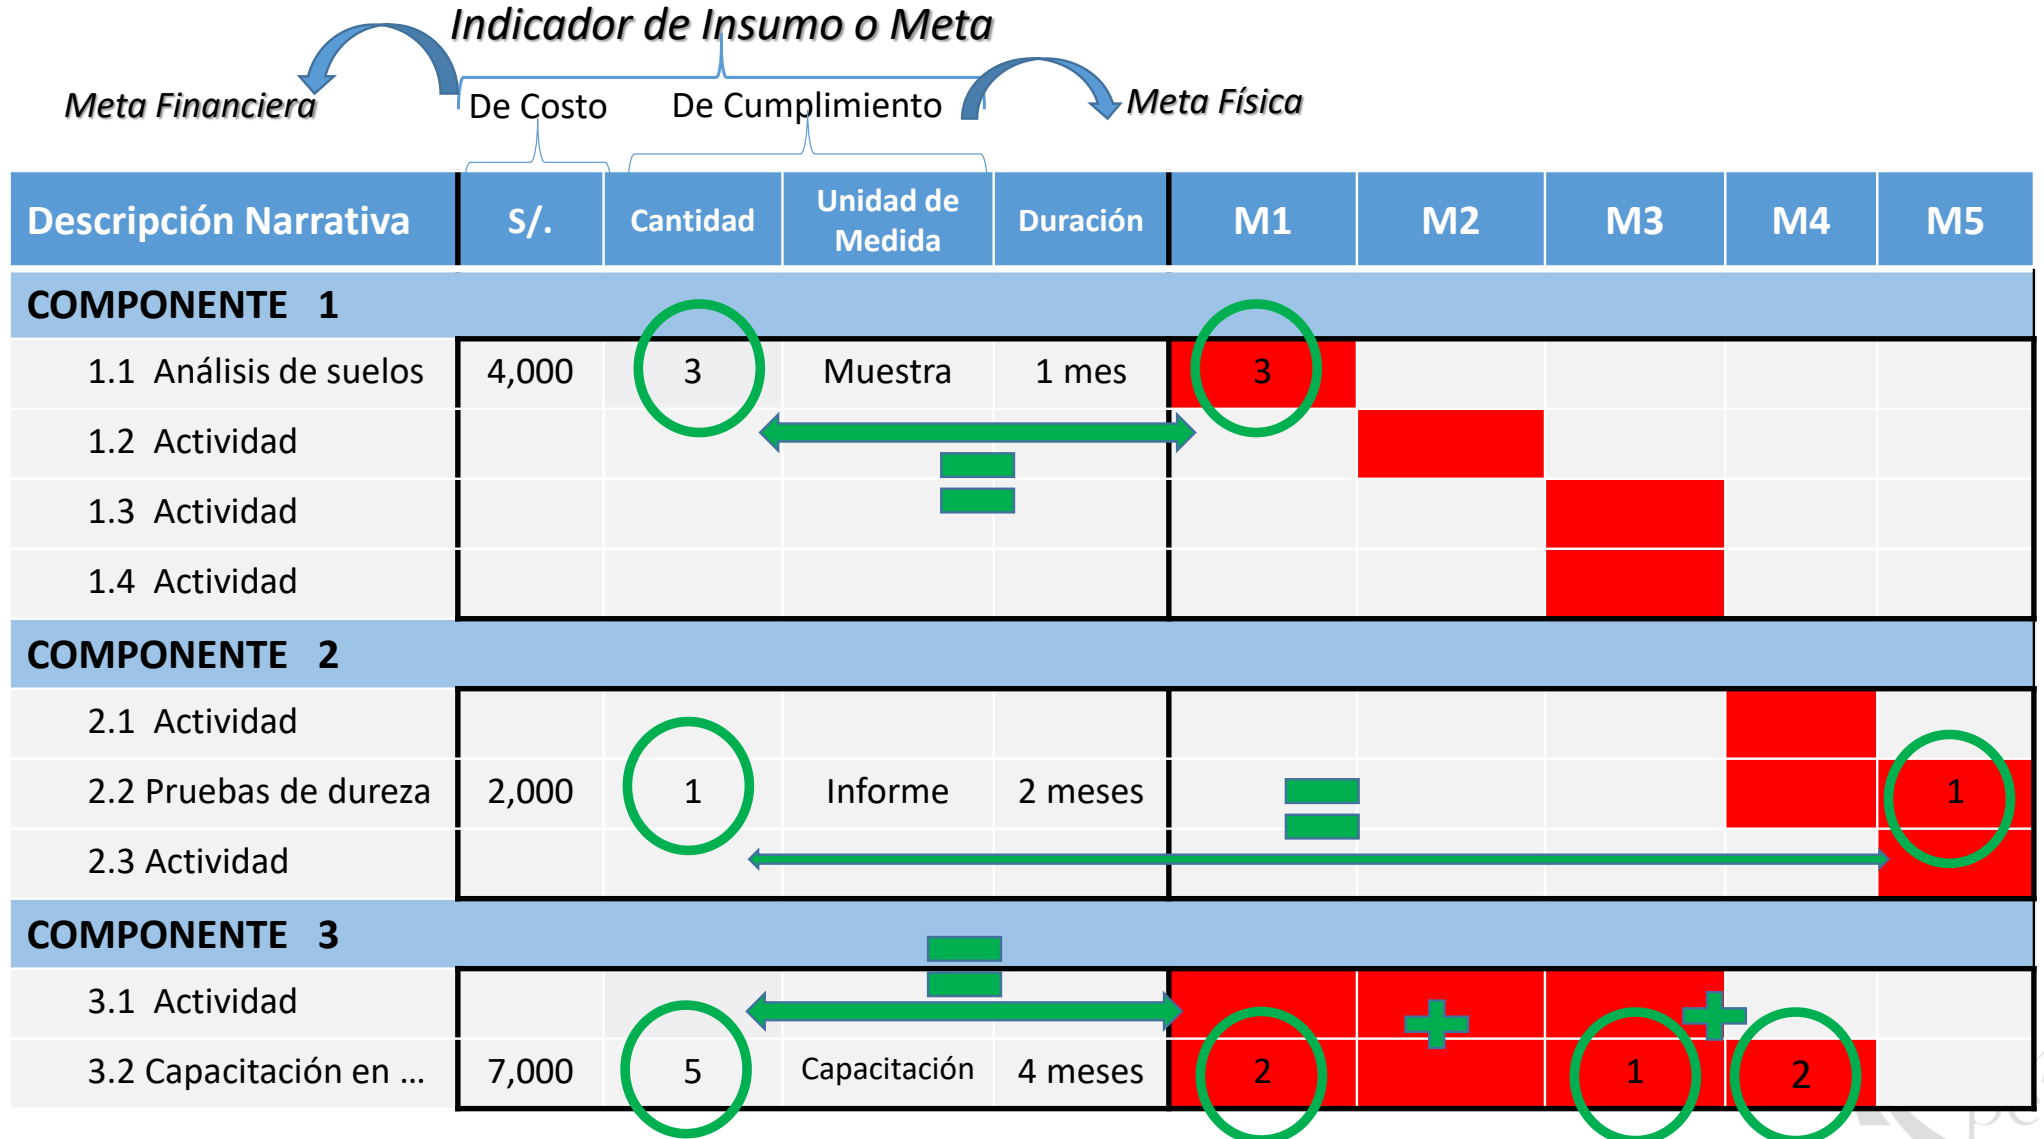 Indicador de Insumo o Meta
Meta Financiera
De Costo
De Cumplimiento
Meta Física
Descripción Narrativa S/. Cantidad Unidad de Medida Duración M1 M2 M3 M4 M5
COMPONENTE 1
1.1 Análisis de suelos 4,000 3 Muestra 1 mes 3
1.2 Actividad
1.3 Actividad
1.4 Actividad
COMPONENTE 2
2.1 Actividad
2.2 Pruebas de dureza 2,000 1 Informe 2 meses 1
2.3 Actividad
COMPONENTE 3
3.1 Actividad
3.2 Capacitación en ... 7,000 5 Capacitación 4 meses 2 1 2